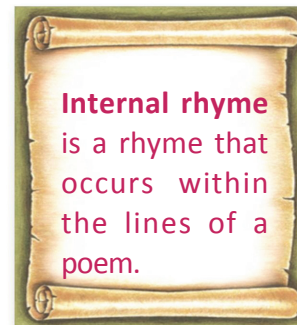 Internal rhyme
is a rhyme that
occurs within
the lines of a
poem.